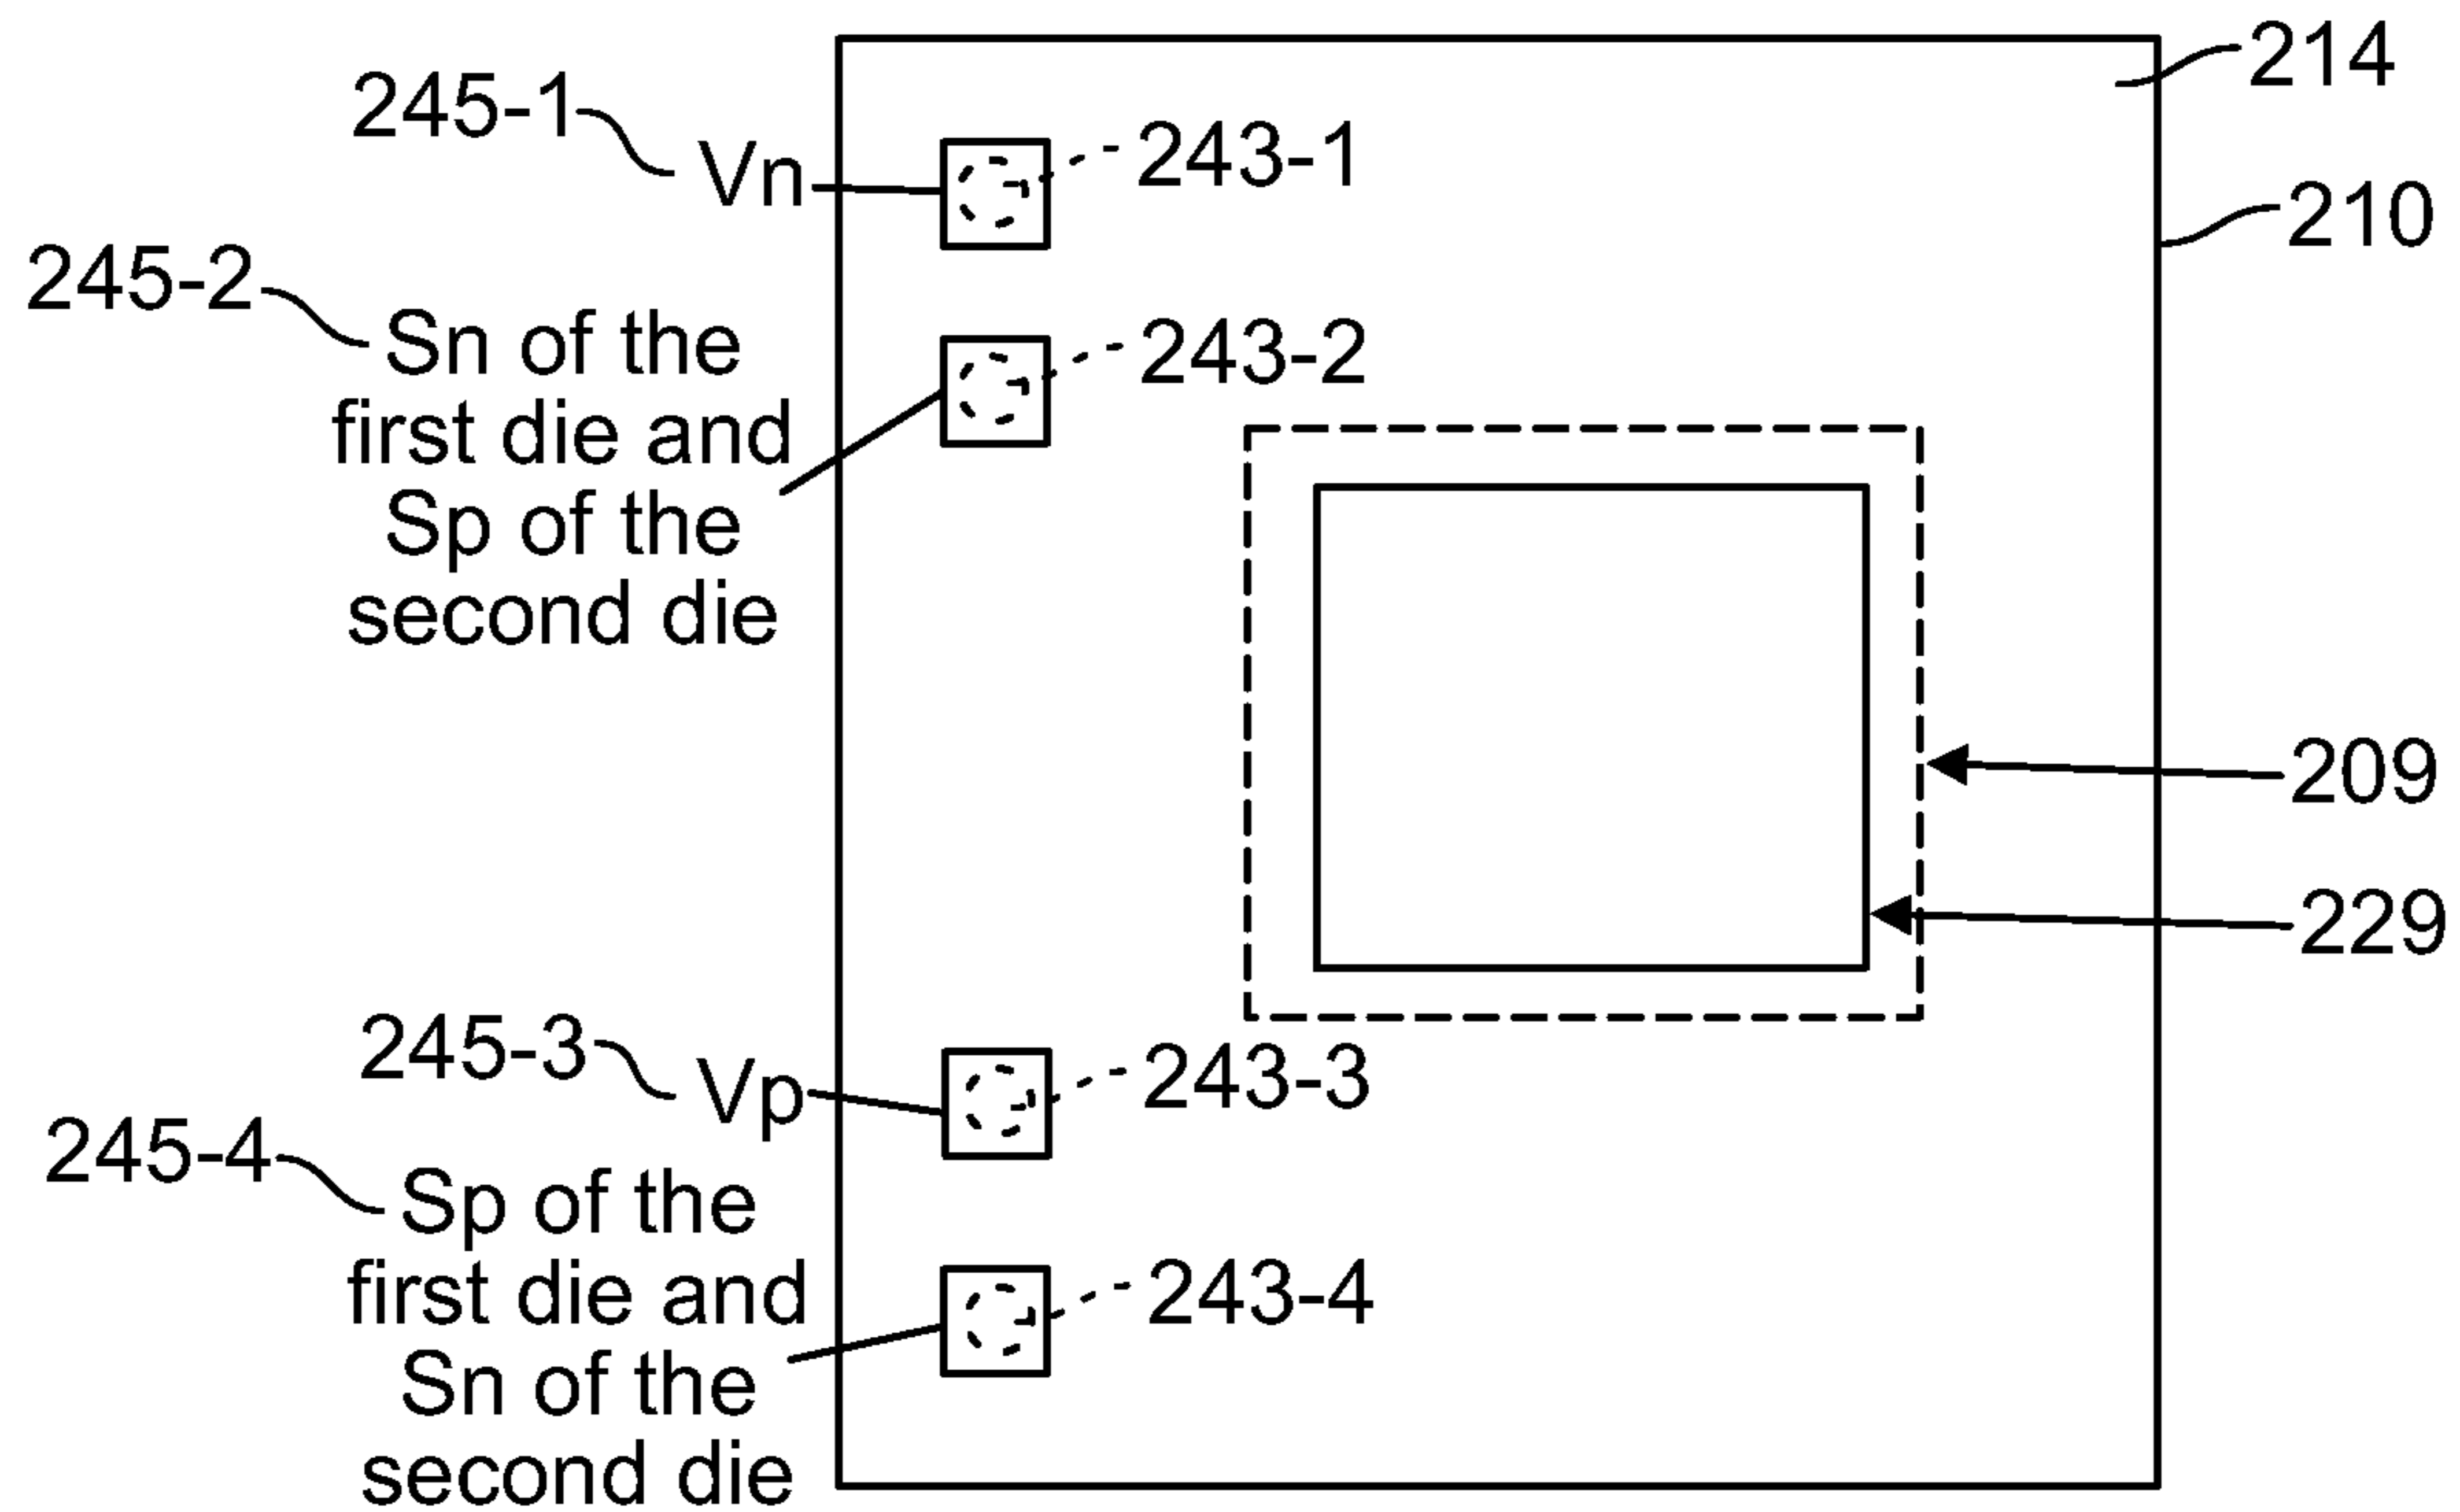 214
245-1
Vn
243-1
210
245-2
Sn of the
first die and
Sp of the
second die
243-2
209
229
245-3
Vp
243-3
245-4
Sp of the
first die and
Sn of the
second die
243-4